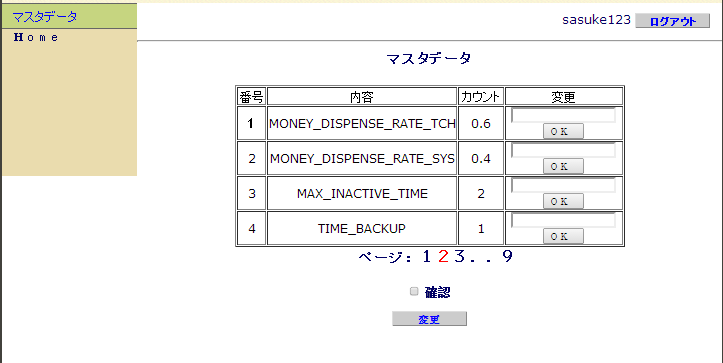 マスタデータ
Ｈｏｍｅ
sasuke123 ログアウト
マスタデータ
番号 内容 カウント 変更
1 MONEY_DISPENSE_RATE_TCH 0.6 ＯＫ
2 MONEY_DISPENSE_RATE_SYS 0.4 ＯＫ
3 MAX_INACTIVE_TIME 2 ＯＫ
4 TIME_BACKUP 1 ＯＫ
ページ：１２３．．９
確認
変更